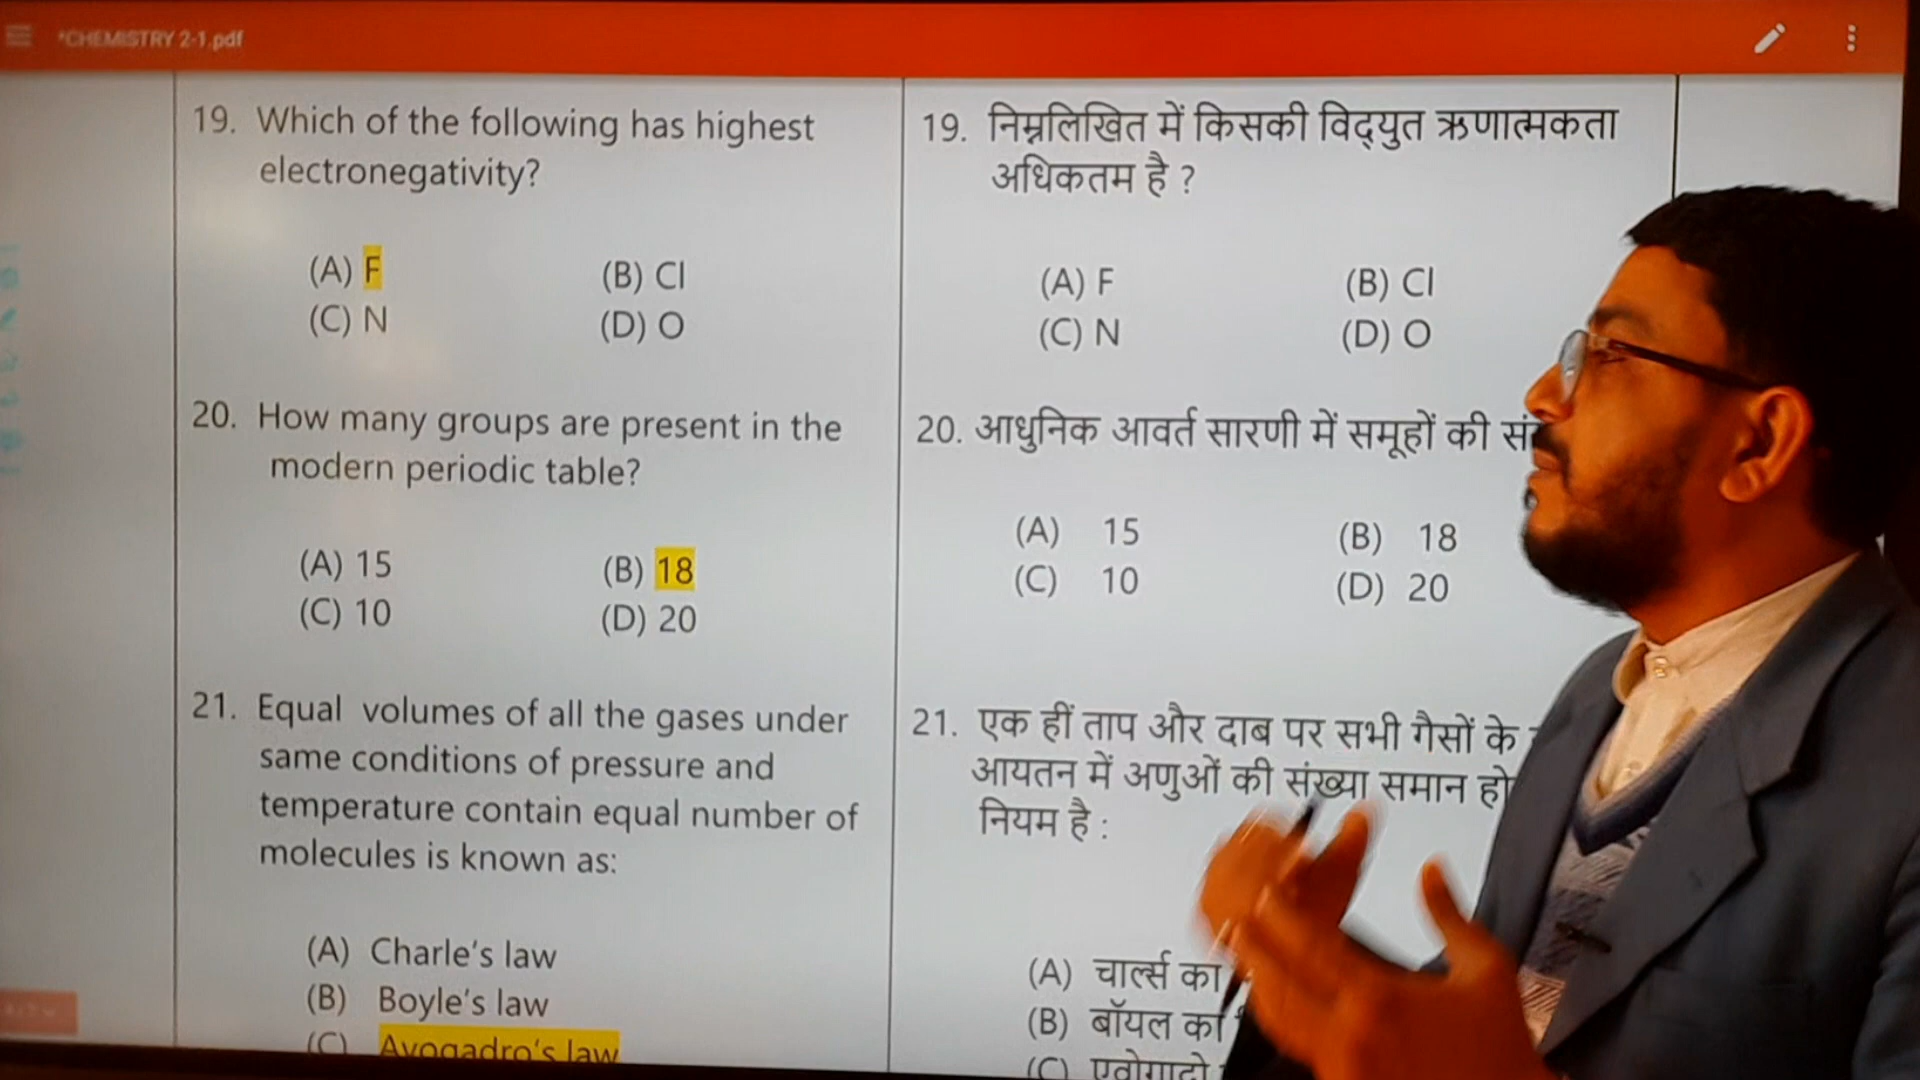 *CHEMISTRY 2-1.pdf
19. Which of the following has highest
electronegativity?
(A) F (B) Cl
(C) N (D) O
20. How many groups are present in the
modern periodic table?
(A) 15 (B) 18
(C) 10 (D) 20
21. Equal volumes of all the gases under
same conditions of pressure and
temperature contain equal number of
molecules is known as:
(A) Charle's law
(B) Boyle's law
(C) Avogadro's law
19. निम्नलिखित में किसकी विद्युत ऋणात्मकता
अधिकतम है ?
(A) F (B) Cl
(C) N (D) O
20. आधुनिक आवर्त सारणी में समूहों की
(A) 15 (B) 18
(C) 10 (D) 20
21. एक हीं ताप और दाब पर सभी गैसों के
आयतन में अणुओं की संख्या समान
नियम है :
(A) चार्ल्स का
(B) बॉयल का
(C)